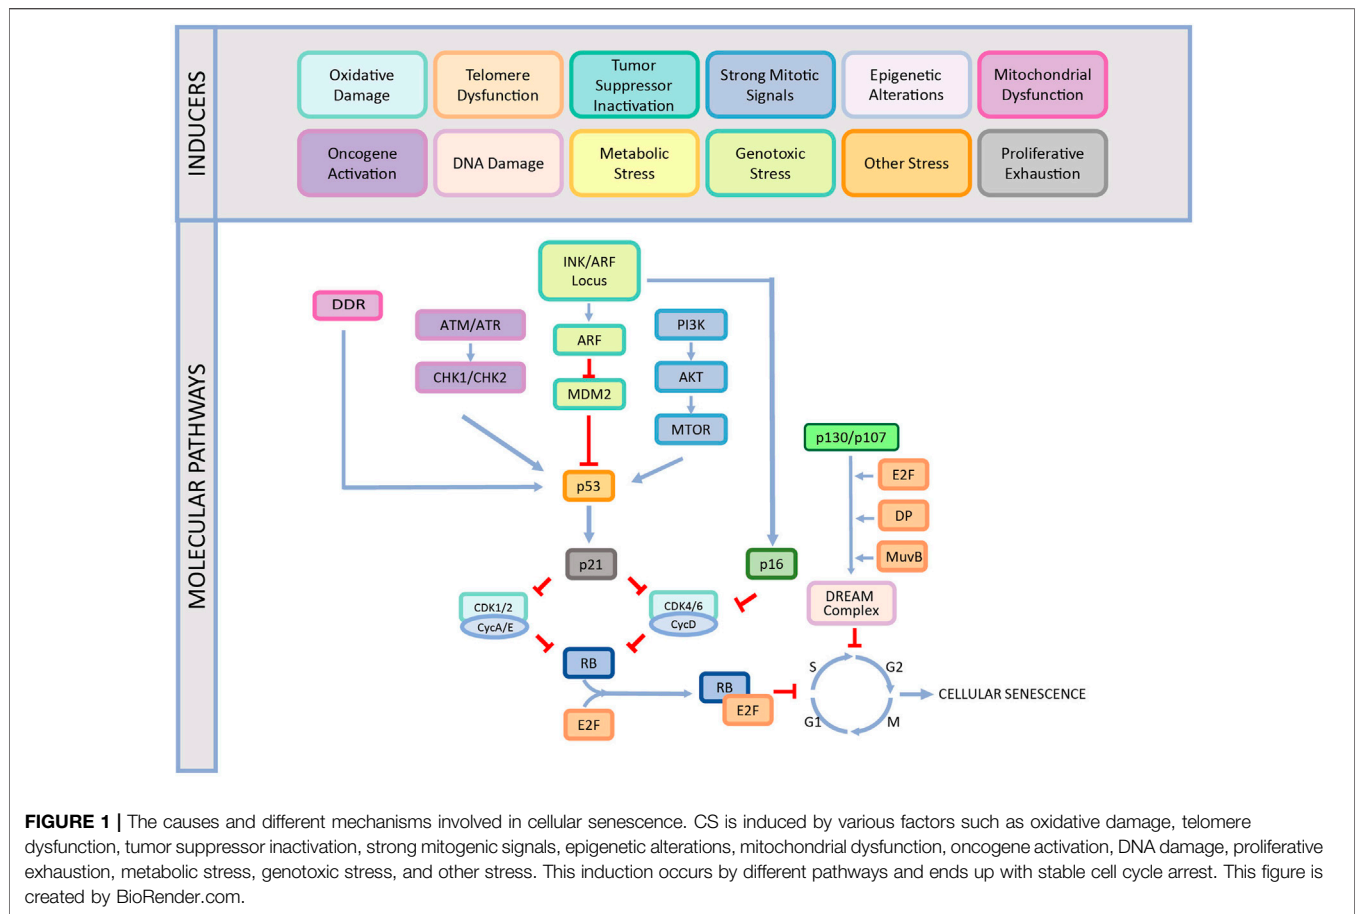 INDUCERS
Oxidative
Damage
Telomere
Dysfunction
Tumor
Suppressor
Inactivation
Strong Mitotic
Signals
Epigenetic
Alterations
Mitochondrial
Dysfunction
Oncogene
Activation
DNA Damage
Metabolic
Stress
Genotoxic
Stress
Other Stress
Proliferative
Exhaustion
MOLECULAR PATHWAYS
INK/ARF
Locus
DDR
ATM/ATR
ARF
PI3K
CHK1/CHK2
MDM2
AKT
MTOR
p130/p107
E2F
p53
DP
MuvB
p21
p16
DREAM
Complex
CDK1/2
CycA/E
CDK4/6
CycD
RB
E2F
RB
E2F
S
G2
G1
M
CELLULAR SENESCENCE
FIGURE 1 | The causes and different mechanisms involved in cellular senescence. CS is induced by various factors such as oxidative damage, telomere
dysfunction, tumor suppressor inactivation, strong mitogenic signals, epigenetic alterations, mitochondrial dysfunction, oncogene activation, DNA damage, proliferative
exhaustion, metabolic stress, genotoxic stress, and other stress. This induction occurs by different pathways and ends up with stable cell cycle arrest. This figure is
created by BioRender.com.